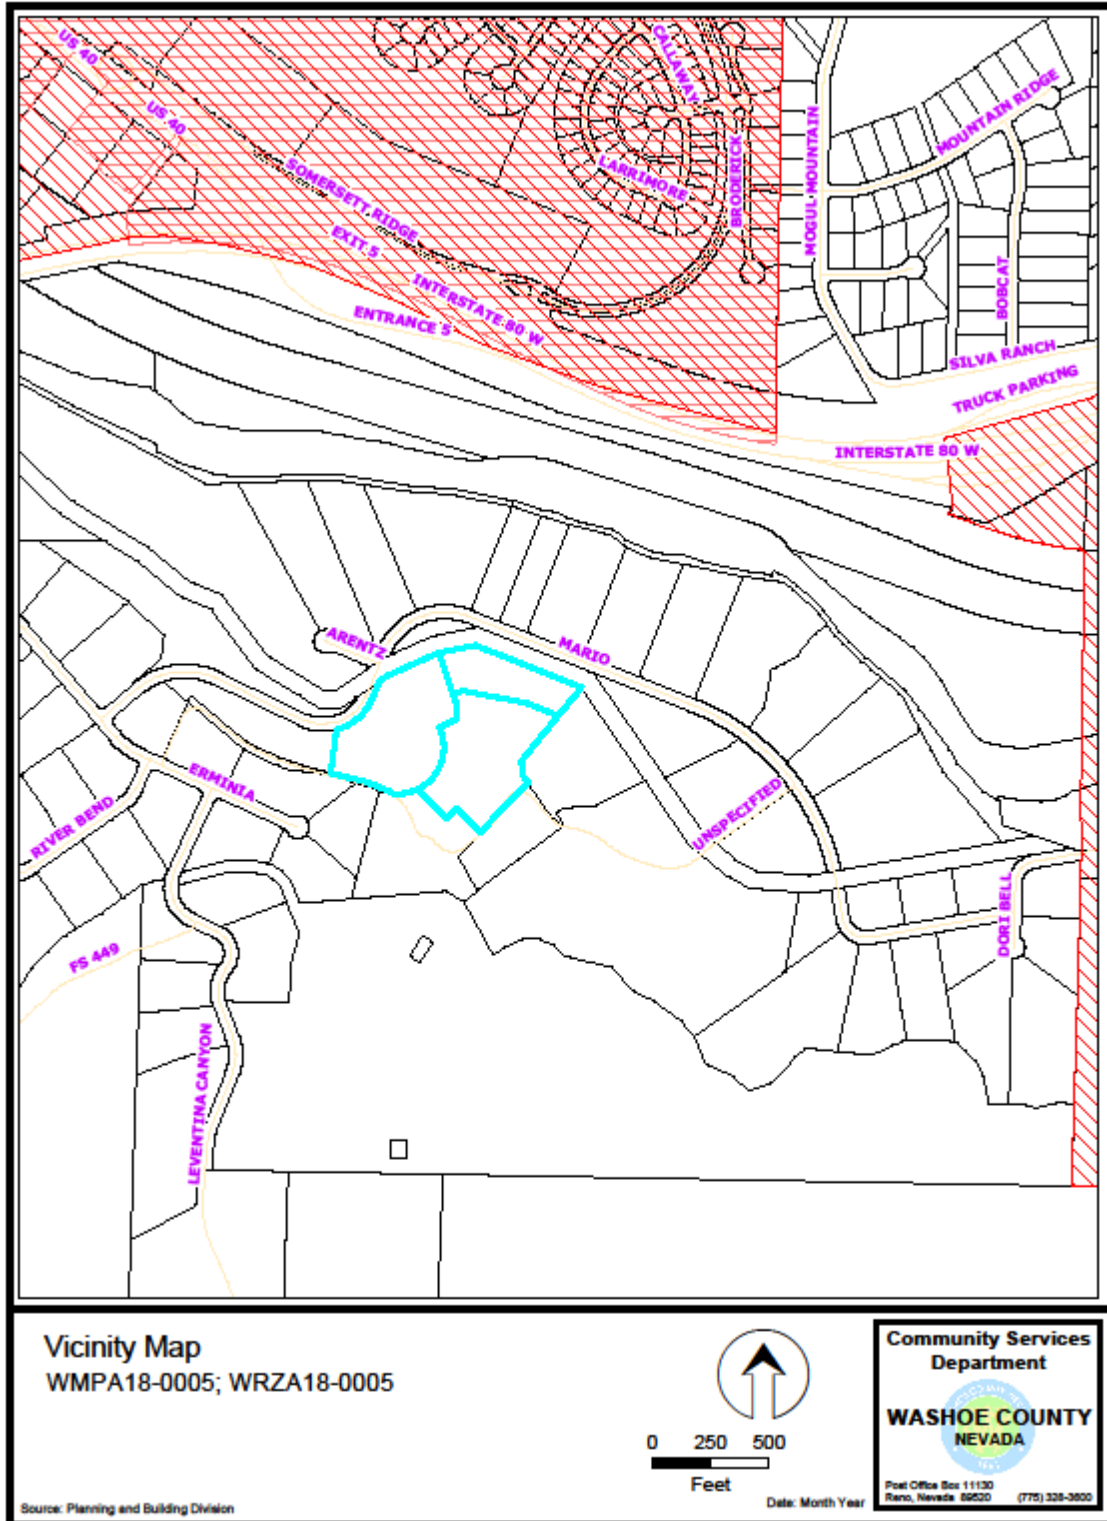 US 40
US 40
CALLAWAY
LARRIMORE
BRODERICK
MOGUL MOUNTAIN
MOUNTAIN RIDGE
SOMERSETT RIDGE
EXIT 5
INTERSTATE 80 W
ENTRANCE 5
BOBCAT
SILVA RANCH
TRUCK PARKING
INTERSTATE 80 W
ARENTZ
MARIO
ERMINIA
RIVER BEND
UNSPECIFIED
DORI BELL
FS 449
LEVENTINA CANYON
Vicinity Map
WMPA18-0005; WRZA18-0005
0 250 500
Feet
Source: Planning and Building Division
Date: Month Year
Community Services
Department
WASHOE COUNTY
NEVADA
Post Office Box 11130
Reno, Nevada 89520 (775) 328-3600